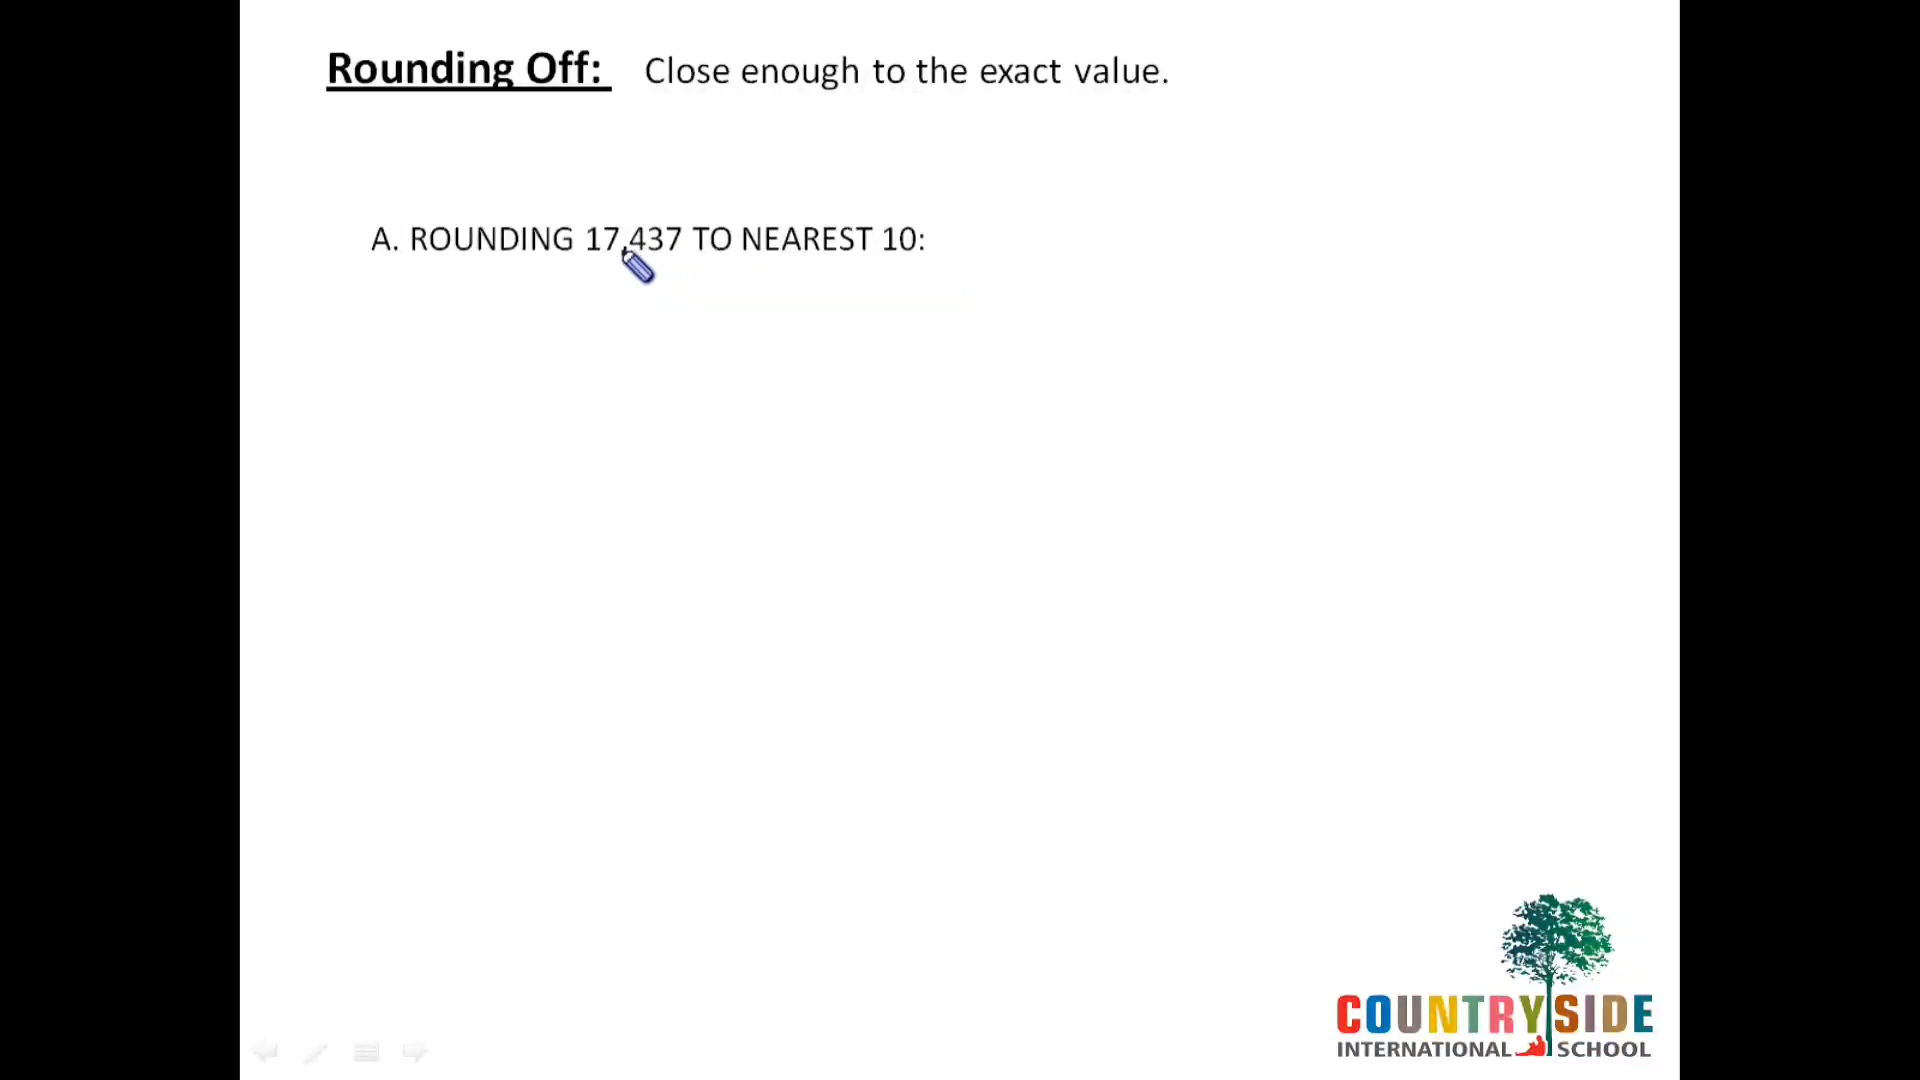 Rounding Off: Close enough to the exact value.
A. ROUNDING 17,437 TO NEAREST 10:
COUNTRYSIDE
INTERNATIONAL SCHOOL